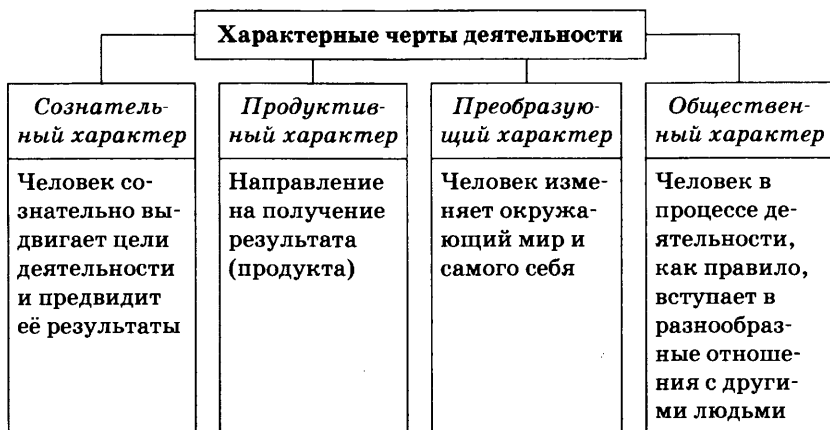 Характерные черты деятельности
Сознатель-
ный характер
Человек со-
знательно вы-
двигает цели
деятельности
и предвидит
её результаты
Продуктив-
ный характер
Направление
на получение
результата
(продукта)
Преобразую-
щий характер
Человек изме-
няет окружа-
ющий мир и
самого себя
Обществен-
ный характер
Человек в
процессе де-
ятельности,
как правило,
вступает в
разнообраз-
ные отноше-
ния с други-
ми людьми